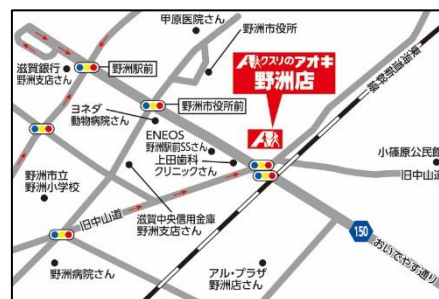 甲原医院さん
野洲市役所
滋賀銀行
野洲支店さん
野洲駅前
クスリのアオキ
野洲店
東海道新幹線
ヨネダ
動物病院さん
野洲市役所前
ENEOS
野洲駅前SSさん
上田歯科
クリニックさん
小篠原公民館
旧中山道
野洲市立
野洲小学校
旧中山道
滋賀中央信用金庫
野洲支店さん
150
おいでやす通り
野洲病院さん
アル・プラザ
野洲店さん